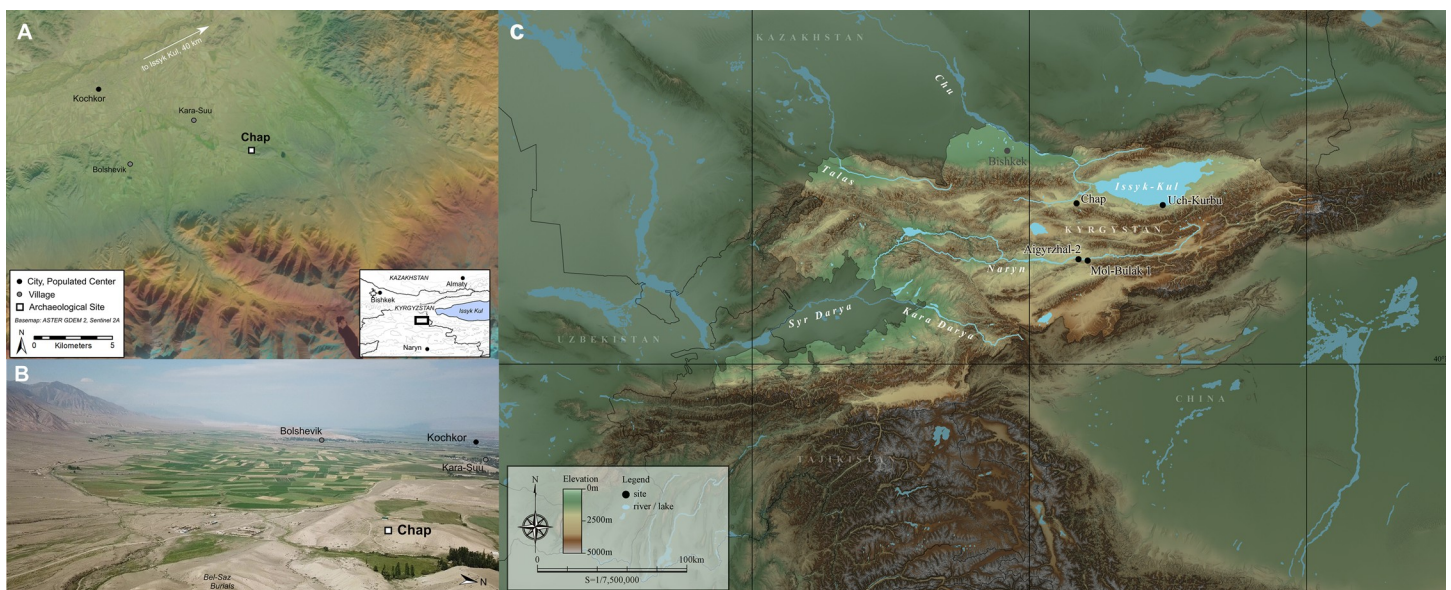 A
to Issyk Kul, 40 km
Kochkor
Kara-Suu
Chap
Bolshevik
City, Populated Center
Village
Archaeological Site
Basemap: ASTER GDEM 2, Sentinel 2A
N
0 5
Kilometers
KAZAKHSTAN
Almaty
Bishkek
KYRGYZSTAN
Issyk Kul
Naryn
B
Bolshevik
Kochkor
Kara-Suu
Chap
Bel-Saz
Burials
N
C
KAZAKHSTAN
Chu
Bishkek
Talas
Issyk-Kul
Chap
Uch-Kurbu
KYRGYSTAN
Aigyrzhal-2
Naryn
Mol-Bulak 1
Syr Darya
Kara Darya
UZBEKISTAN
40°
CHINA
TAJIKISTAN
N
Elevation
0m
2500m
5000m
Legend
site
river / lake
0 100km
S=1/7,500,000